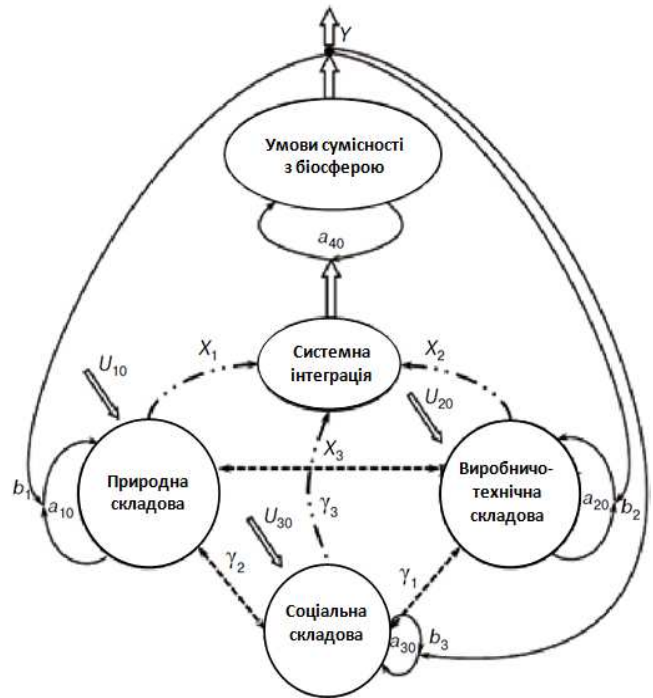 Y
Умови сумісності
з біосферою
a40
X1
Системна
інтеграція
X2
U10
U20
X3
Природна
складова
Виробничо-
технічна
складова
b1
a10
a20
b2
γ3
U30
γ2
γ1
Соціальна
складова
a30
b3